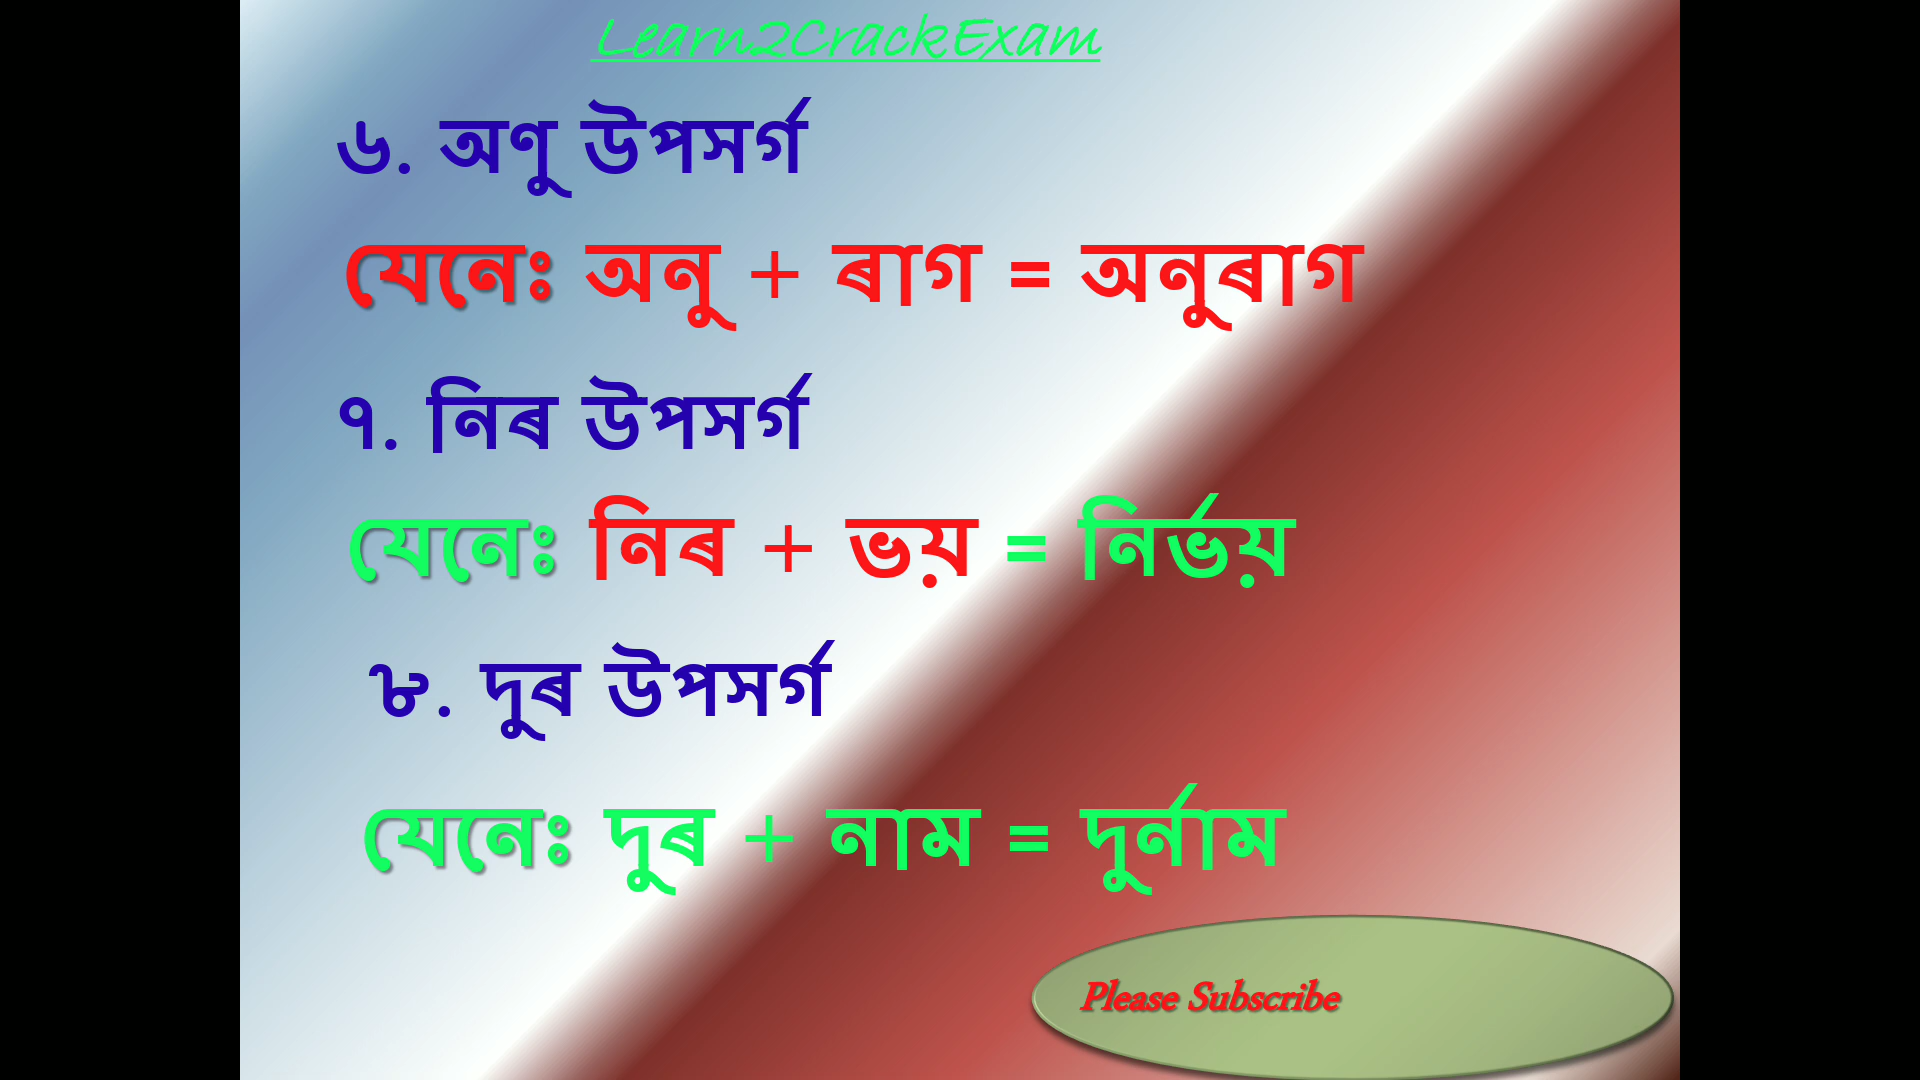 Learn2CrackExam
৬. অণু উপসৰ্গ
যেনেঃ অনু + ৰাগ = অনুৰাগ
৭. নিৰ উপসৰ্গ
যেনেঃ নিৰ + ভয় = নিৰ্ভয়
৮. দুৰ উপসৰ্গ
যেনেঃ দুৰ + নাম = দুৰ্নাম
Please Subscribe